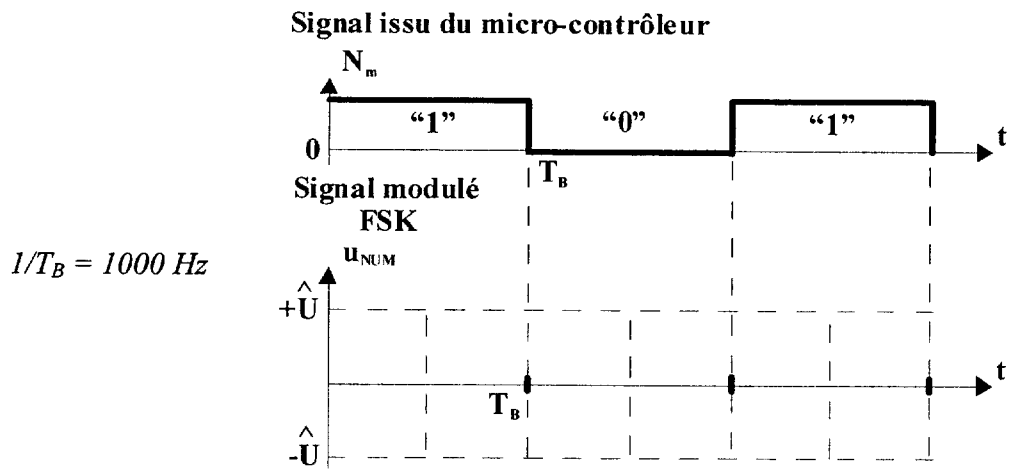 Signal issu du micro-contrôleur
N_m
“1” “0” “1” t
0
T_B
Signal modulé
FSK
u_NUM
1/T_B = 1000 Hz
+Û
t
T_B
-Û